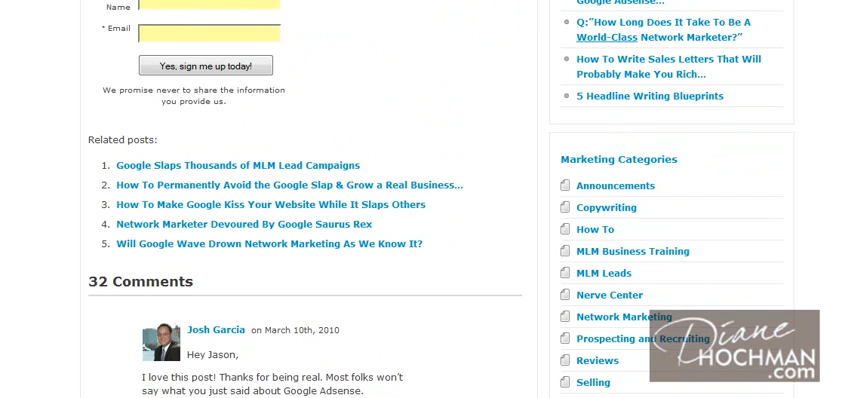 Name
* Email
Yes, sign me up today!
We promise never to share the information
you provide us.
Related posts:
1. Google Slaps Thousands of MLM Lead Campaigns
2. How To Permanently Avoid the Google Slap & Grow a Real Business...
3. How To Make Google Kiss Your Website While It Slaps Others
4. Network Marketer Devoured By Google Saurus Rex
5. Will Google Wave Drown Network Marketing As We Know It?
32 Comments
Josh Garcia on March 10th, 2010
Hey Jason,
I love this post! Thanks for being real. Most folks won't
say what you just said about Google Adsense.
Google Adsense...
Q:"How Long Does It Take To Be A
World-Class Network Marketer?"
How To Write Sales Letters That Will
Probably Make You Rich...
5 Headline Writing Blueprints
Marketing Categories
Announcements
Copywriting
How To
MLM Business Training
MLM Leads
Nerve Center
Network Marketing
Prospecting and Recruiting
Reviews
Selling
Diane
HOCHMAN
.com